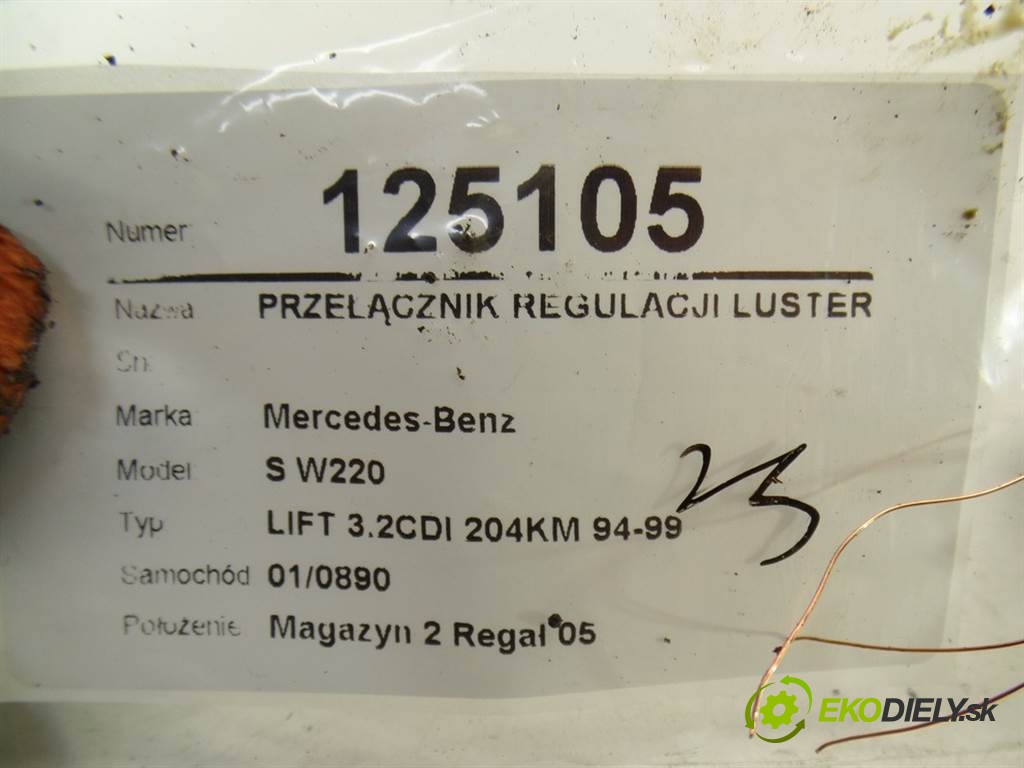 Numer 125105
Nazwa PRZEŁĄCZNIK REGULACJI LUSTER
Sn.
Marka Mercedes-Benz
Model S W220
Typ LIFT 3.2CDI 204KM 94-99
Samochód 01/0890
Położenie Magazyn 2 Regał 05
23
EKODIELY.sk